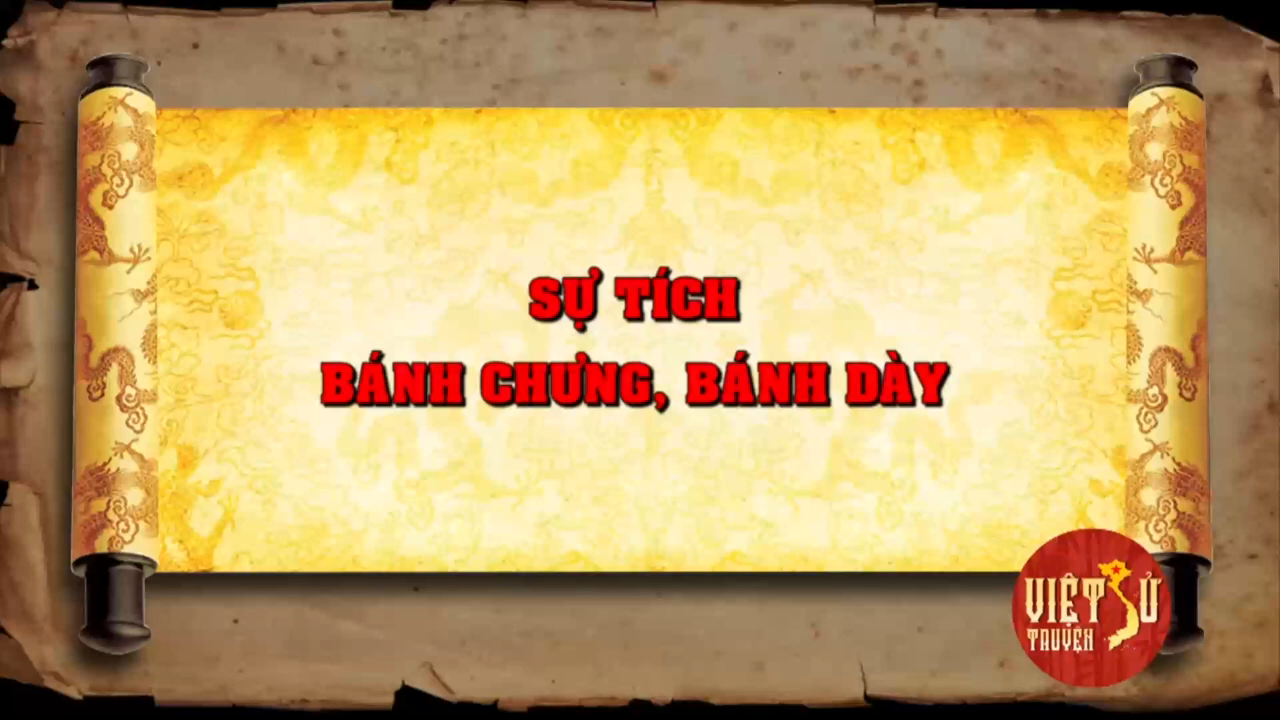 SỰ TÍCH
BÁNH CHƯNG, BÁNH DÀY
VIỆT SỬ
TRUYỆN